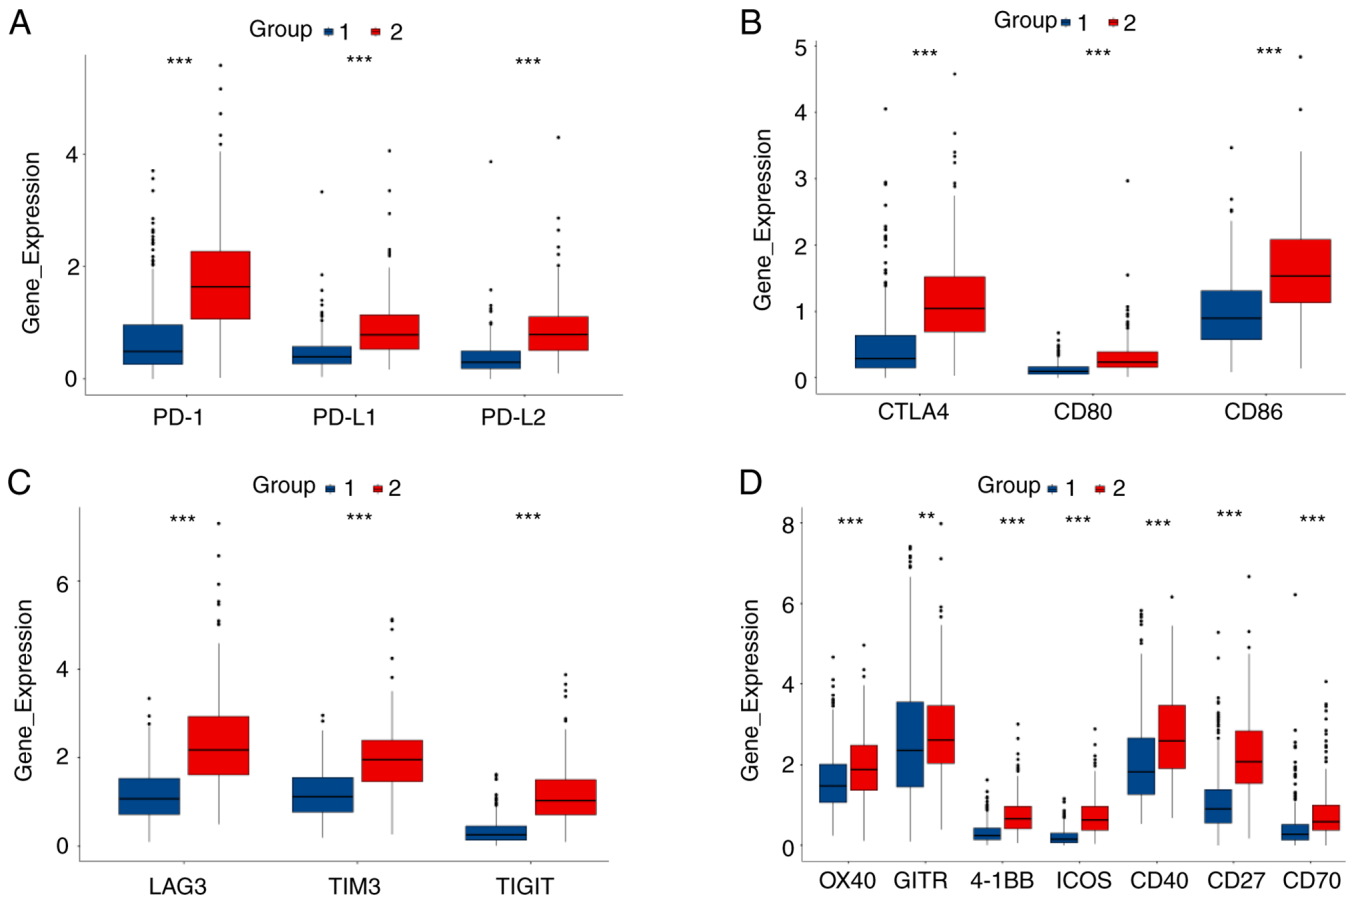 A
Group 1 2
*** *** ***
Gene_Expression
4
2
0
PD-1 PD-L1 PD-L2
B
Group 1 2
*** *** ***
Gene_Expression
5
4
3
2
1
0
CTLA4 CD80 CD86
C
Group 1 2
*** *** ***
Gene_Expression
6
4
2
0
LAG3 TIM3 TIGIT
D
Group 1 2
*** ** *** *** *** *** ***
Gene_Expression
8
6
4
2
0
OX40 GITR 4-1BB ICOS CD40 CD27 CD70